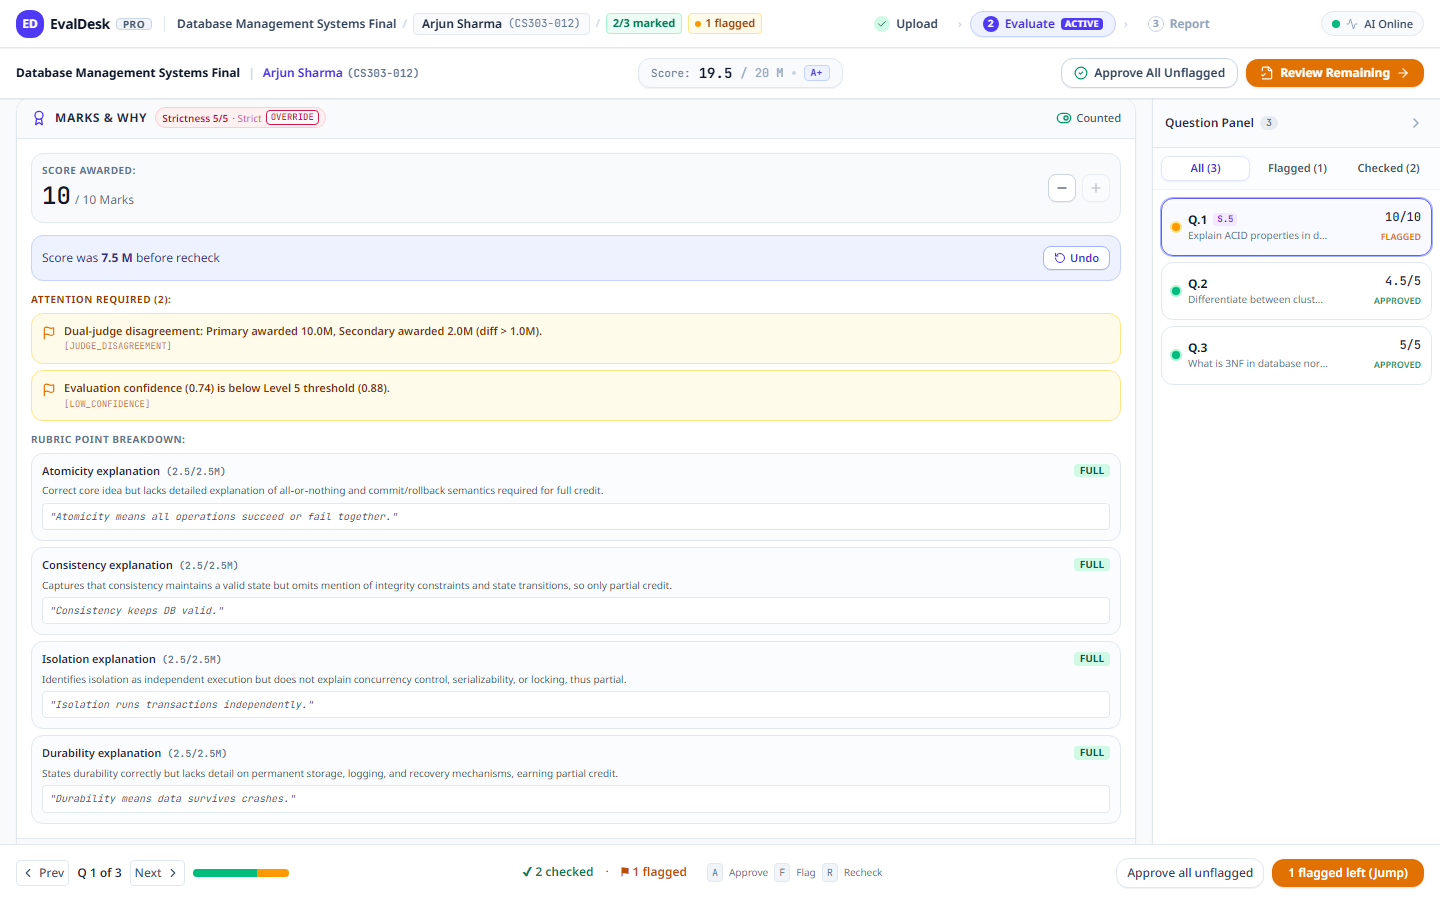 ED EvalDesk PRO Database Management Systems Final / Arjun Sharma (CS303-012) / 2/3 marked 1 flagged Upload 2 Evaluate ACTIVE 3 Report AI Online
Database Management Systems Final | Arjun Sharma (CS303-012) Score: 19.5 / 20 M • A+ Approve All Unflagged Review Remaining
MARKS & WHY Strictness 5/5 · Strict OVERRIDE Counted
SCORE AWARDED:
10 / 10 Marks
Score was 7.5 M before recheck Undo
ATTENTION REQUIRED (2):
Dual-judge disagreement: Primary awarded 10.0M, Secondary awarded 2.0M (diff > 1.0M).
[JUDGE_DISAGREEMENT]
Evaluation confidence (0.74) is below Level 5 threshold (0.88).
[LOW_CONFIDENCE]
RUBRIC POINT BREAKDOWN:
Atomicity explanation (2.5/2.5M) FULL
Correct core idea but lacks detailed explanation of all-or-nothing and commit/rollback semantics required for full credit.
"Atomicity means all operations succeed or fail together."
Consistency explanation (2.5/2.5M) FULL
Captures that consistency maintains a valid state but omits mention of integrity constraints and state transitions, so only partial credit.
"Consistency keeps DB valid."
Isolation explanation (2.5/2.5M) FULL
Identifies isolation as independent execution but does not explain concurrency control, serializability, or locking, thus partial.
"Isolation runs transactions independently."
Durability explanation (2.5/2.5M) FULL
States durability correctly but lacks detail on permanent storage, logging, and recovery mechanisms, earning partial credit.
"Durability means data survives crashes."
Question Panel 3
All (3) Flagged (1) Checked (2)
Q.1 S.5 10/10
Explain ACID properties in d... FLAGGED
Q.2 4.5/5
Differentiate between clust... APPROVED
Q.3 5/5
What is 3NF in database nor... APPROVED
Prev Q 1 of 3 Next ✓ 2 checked · 1 flagged A Approve F Flag R Recheck Approve all unflagged 1 flagged left (Jump)